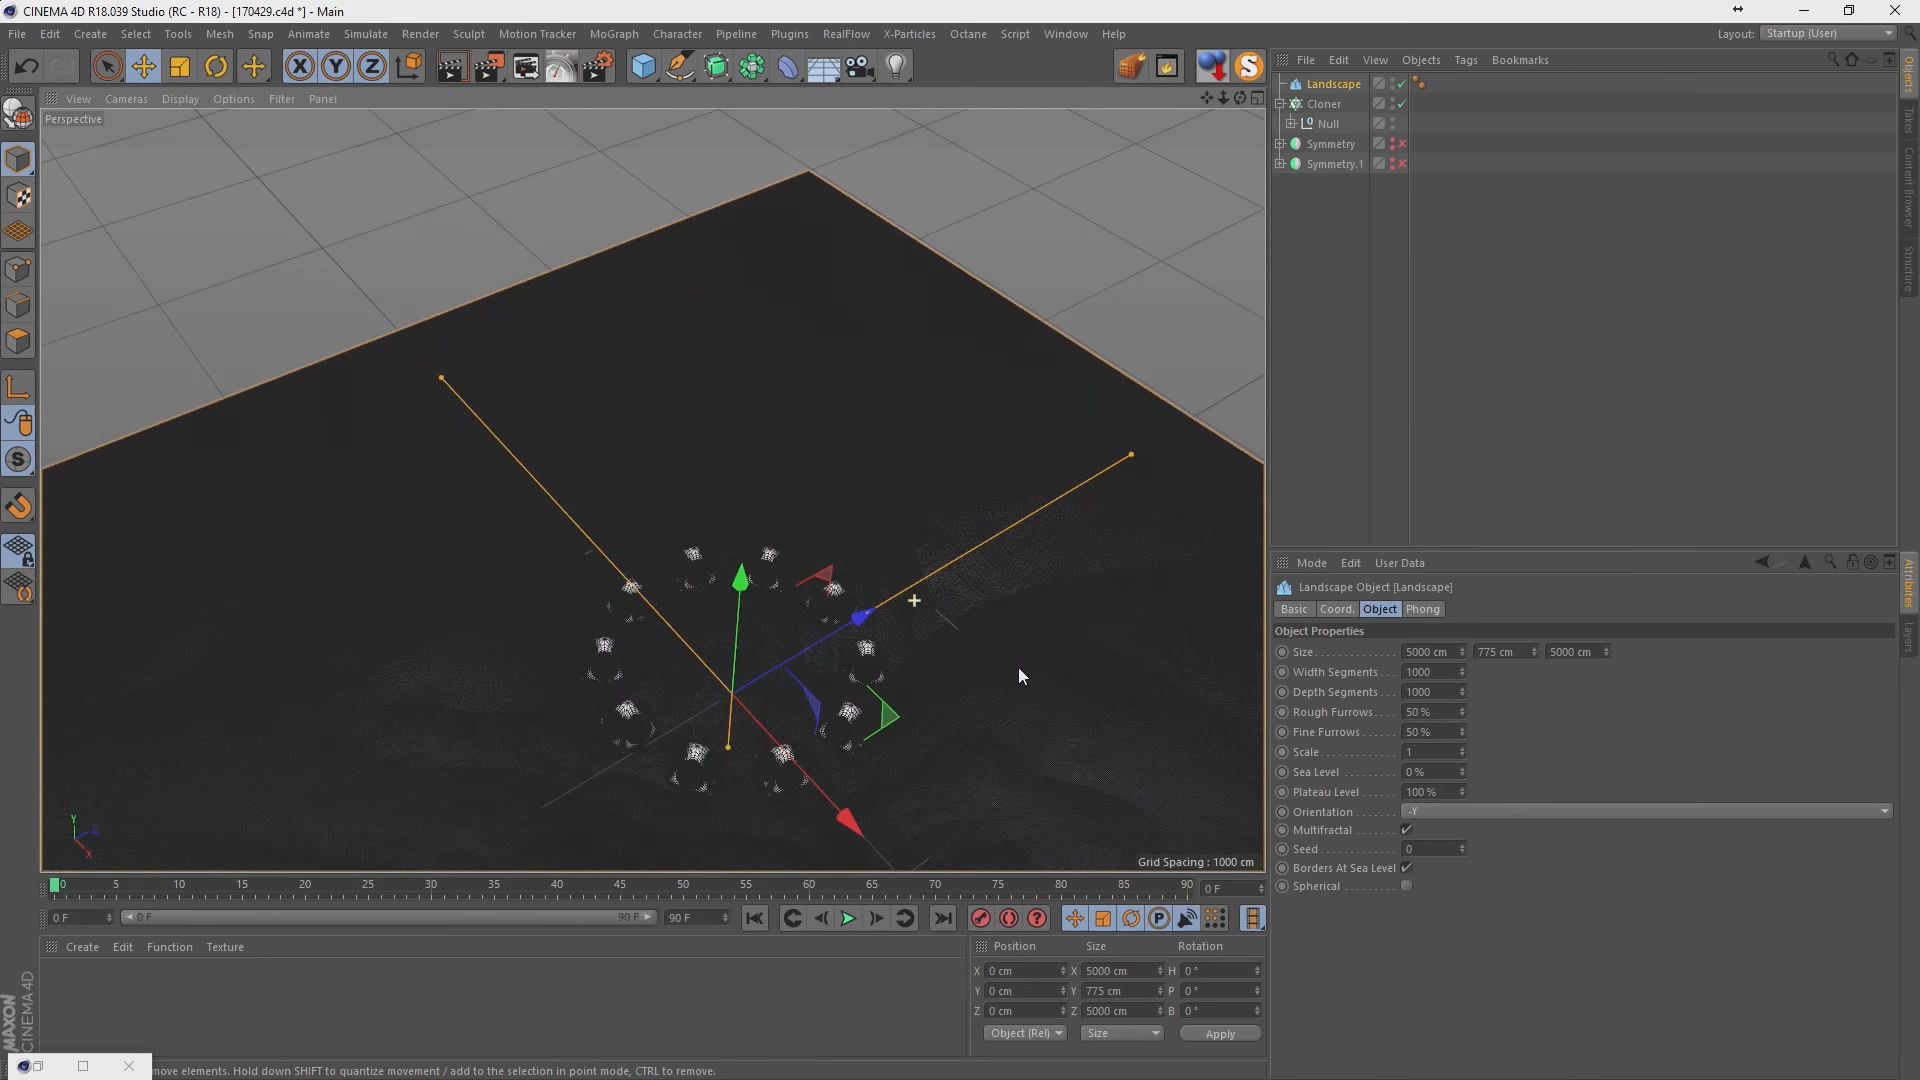 CINEMA 4D R18.039 Studio (RC - R18) - [170429.c4d *] - Main
File Edit Create Select Tools Mesh Snap Animate Simulate Render Sculpt Motion Tracker MoGraph Character Pipeline Plugins RealFlow X-Particles Octane Script Window Help
Layout: Startup (User)
X Y Z
S
File Edit View Objects Tags Bookmarks
View Cameras Display Options Filter Panel
Perspective
Landscape
Cloner
Null
Symmetry
Symmetry.1
Objects
Takes
Content Browser
Structure
Mode Edit User Data
Landscape Object [Landscape]
Basic Coord. Object Phong
Object Properties
Size 5000 cm 775 cm 5000 cm
Width Segments 1000
Depth Segments 1000
Rough Furrows 50 %
Fine Furrows 50 %
Scale 1
Sea Level 0 %
Plateau Level 100 %
Orientation -Y
Multifractal
Seed 0
Borders At Sea Level
Spherical
Attributes
Layers
Y
Z
X
Grid Spacing : 1000 cm
0 5 10 15 20 25 30 35 40 45 50 55 60 65 70 75 80 85 90 0 F
0 F 0 F 90 F 90 F
Create Edit Function Texture
Position Size Rotation
X 0 cm X 5000 cm H 0 °
Y 0 cm Y 775 cm P 0 °
Z 0 cm Z 5000 cm B 0 °
Object (Rel) Size Apply
MAXON
CINEMA 4D
move elements. Hold down SHIFT to quantize movement / add to the selection in point mode, CTRL to remove.